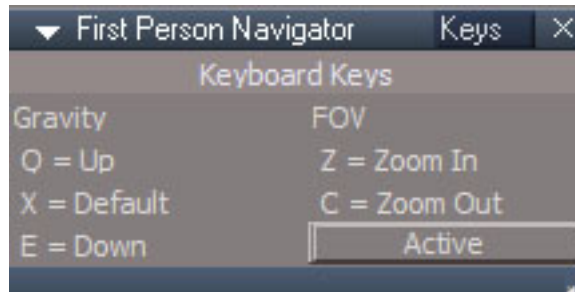 First Person Navigator Keys X
Keyboard Keys
Gravity FOV
Q = Up Z = Zoom In
X = Default C = Zoom Out
E = Down Active